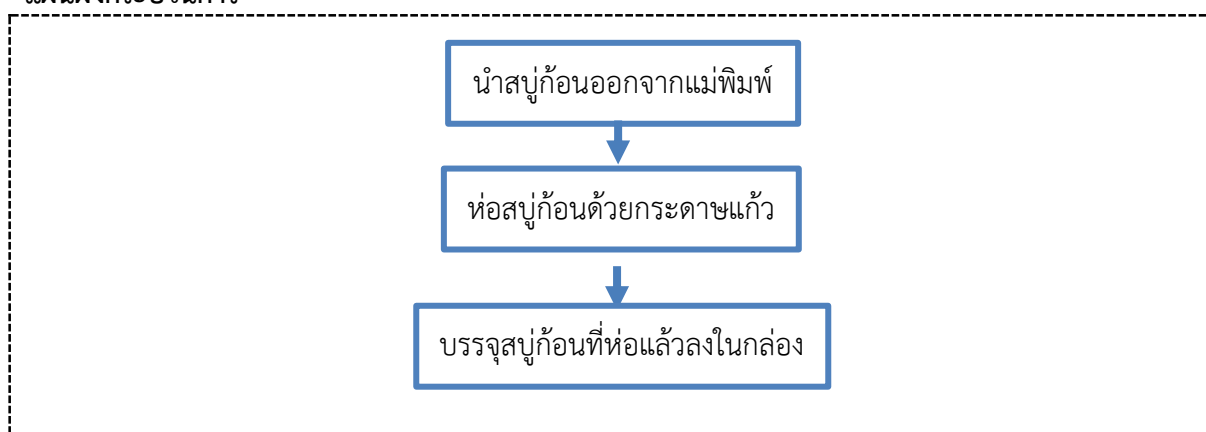 นำสบู่ก้อนออกจากแม่พิมพ์
ห่อสบู่ก้อนด้วยกระดาษแก้ว
บรรจุสบู่ก้อนที่ห่อแล้วลงในกล่อง